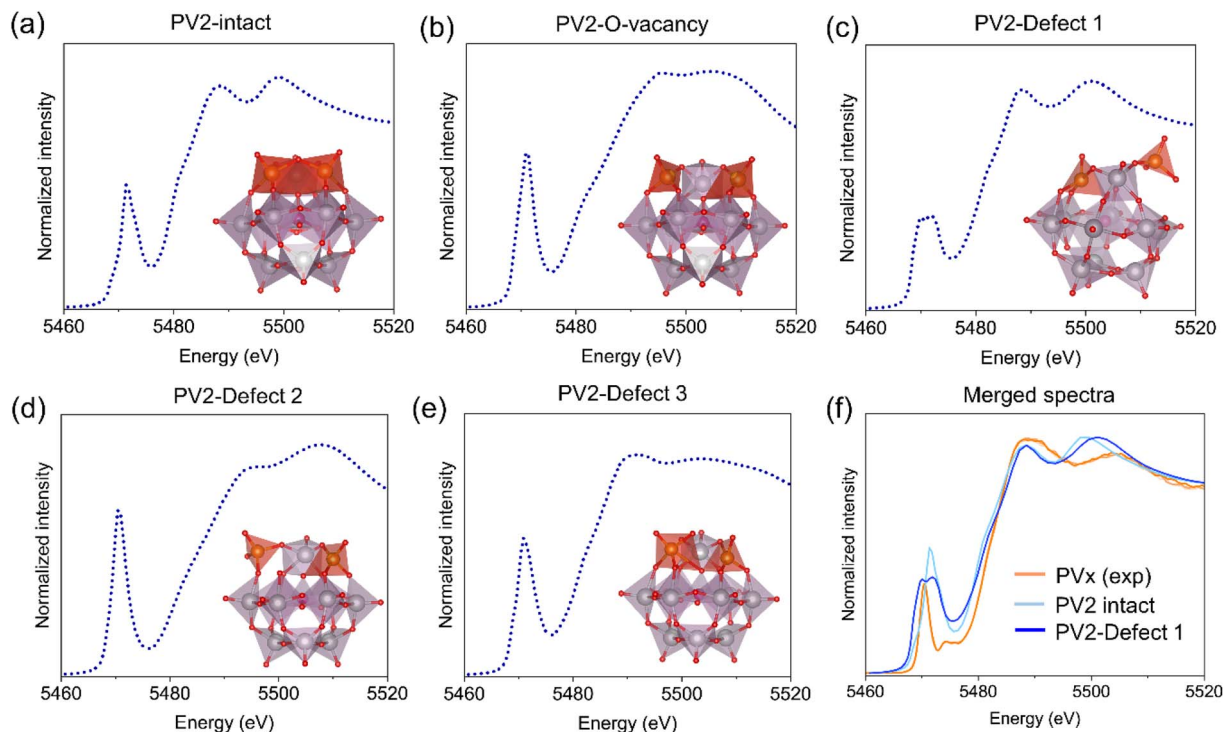 (a) PV2-intact
Normalized intensity
5460 5480 5500 5520
Energy (eV)
(b) PV2-O-vacancy
Normalized intensity
5460 5480 5500 5520
Energy (eV)
(c) PV2-Defect 1
Normalized intensity
5460 5480 5500 5520
Energy (eV)
(d) PV2-Defect 2
Normalized intensity
5460 5480 5500 5520
Energy (eV)
(e) PV2-Defect 3
Normalized intensity
5460 5480 5500 5520
Energy (eV)
(f) Merged spectra
Normalized intensity
PVx (exp)
PV2 intact
PV2-Defect 1
5460 5480 5500 5520
Energy (eV)